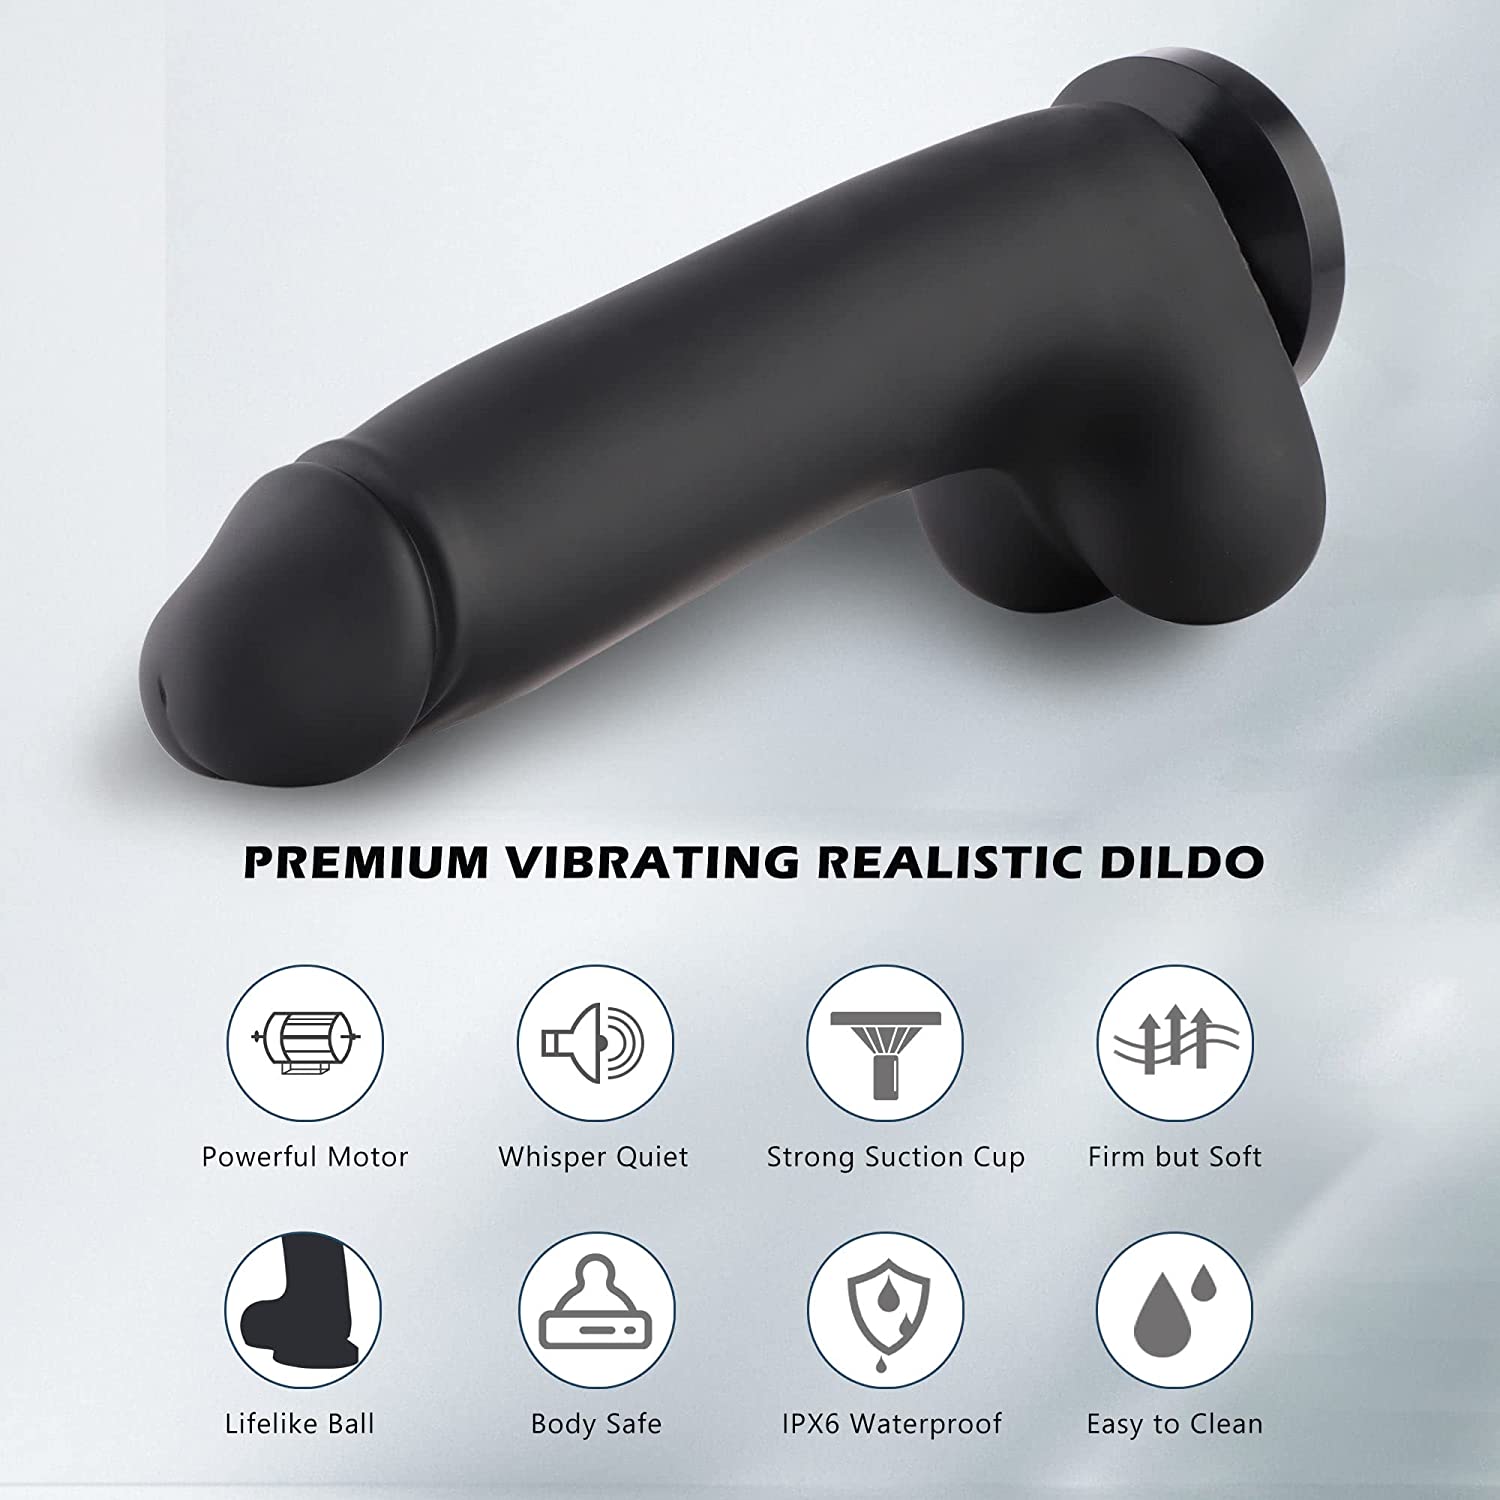 PREMIUM VIBRATING REALISTIC DILDO
Powerful Motor
Whisper Quiet
Strong Suction Cup
Firm but Soft
Lifelike Ball
Body Safe
IPX6 Waterproof
Easy to Clean